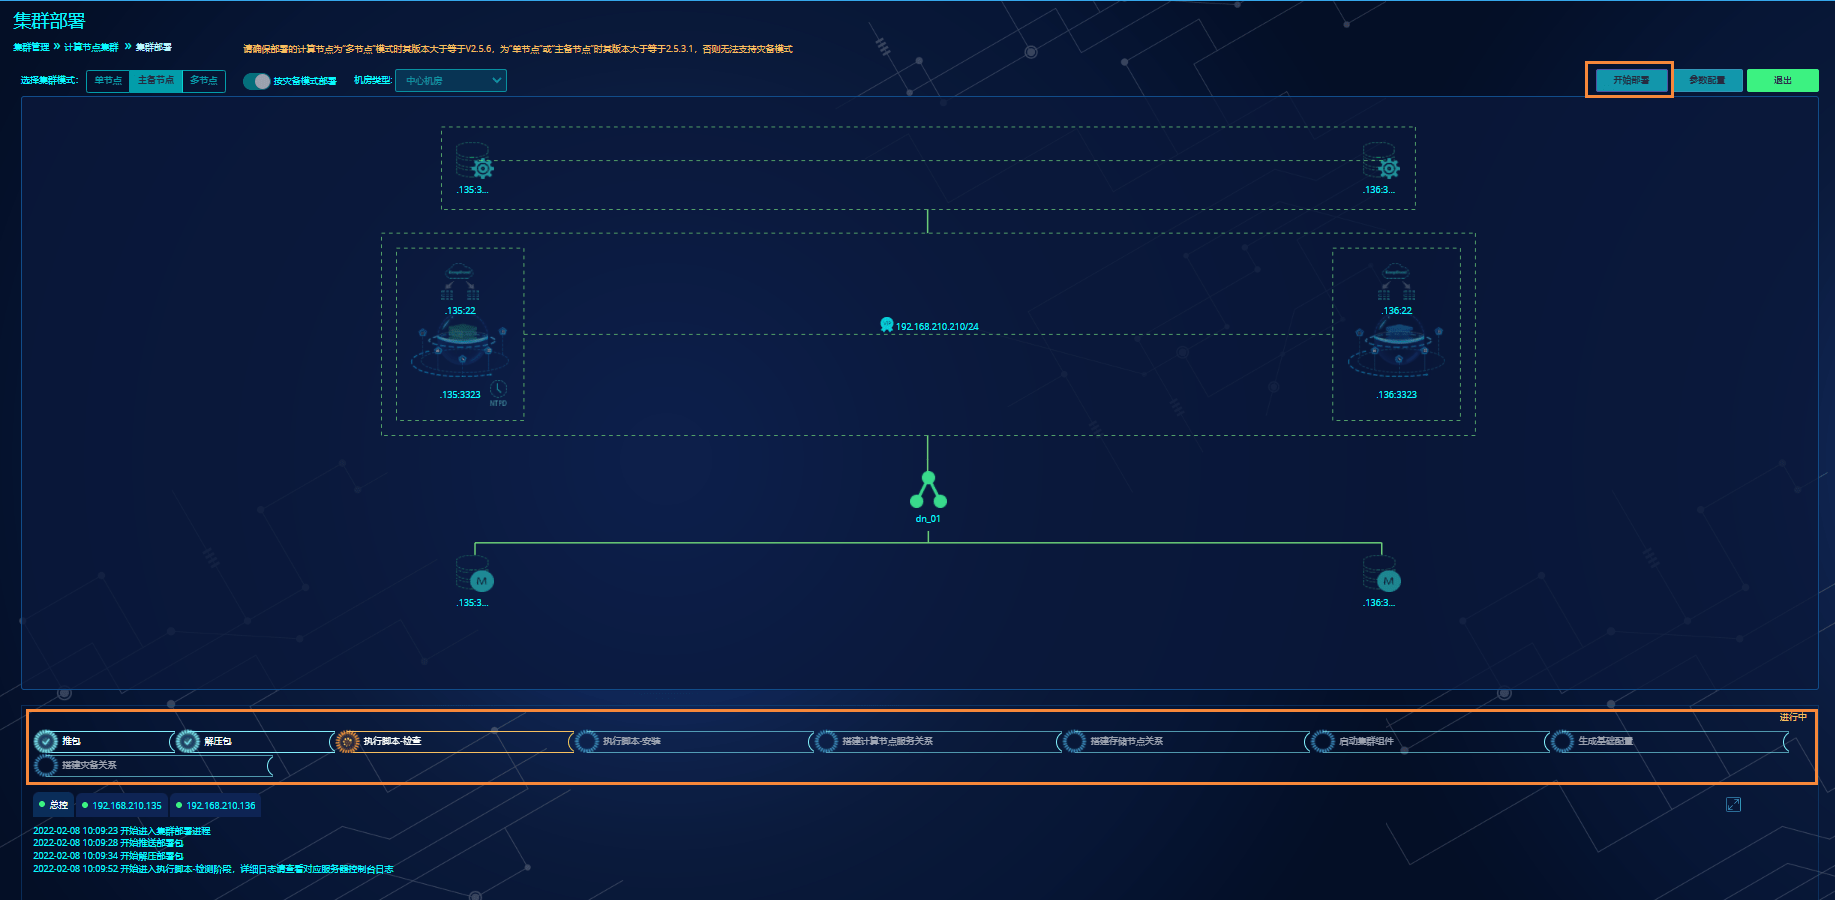 集群部署
集群管理 » 计算节点集群 » 集群部署
请确保部署的计算节点为"多节点"模式时其版本大于等于V2.5.6，为"单节点"或"主备节点"时其版本大于等于2.5.3.1，否则无法支持灾备模式
选择集群模式: 单节点 主备节点 多节点 按灾备模式部署 机房类型: 中心机房 开始部署 参数配置 退出
.135:3... .136:3...
.135:22 .136:22
192.168.210.210/24
.135:3323 .136:3323
NTPD
dn_01
M M
.135:3... .136:3...
进行中
推包 解压包 执行脚本-检查 执行脚本-安装 搭建计算节点服务关系 搭建存储节点关系 启动集群组件 生成基础配置
搭建灾备关系
总控 192.168.210.135 192.168.210.136
2022-02-08 10:09:23 开始进入集群部署进程
2022-02-08 10:09:28 开始推送部署包
2022-02-08 10:09:34 开始解压部署包
2022-02-08 10:09:52 开始进入执行脚本-检测阶段，详细日志请查看对应服务器控制台日志